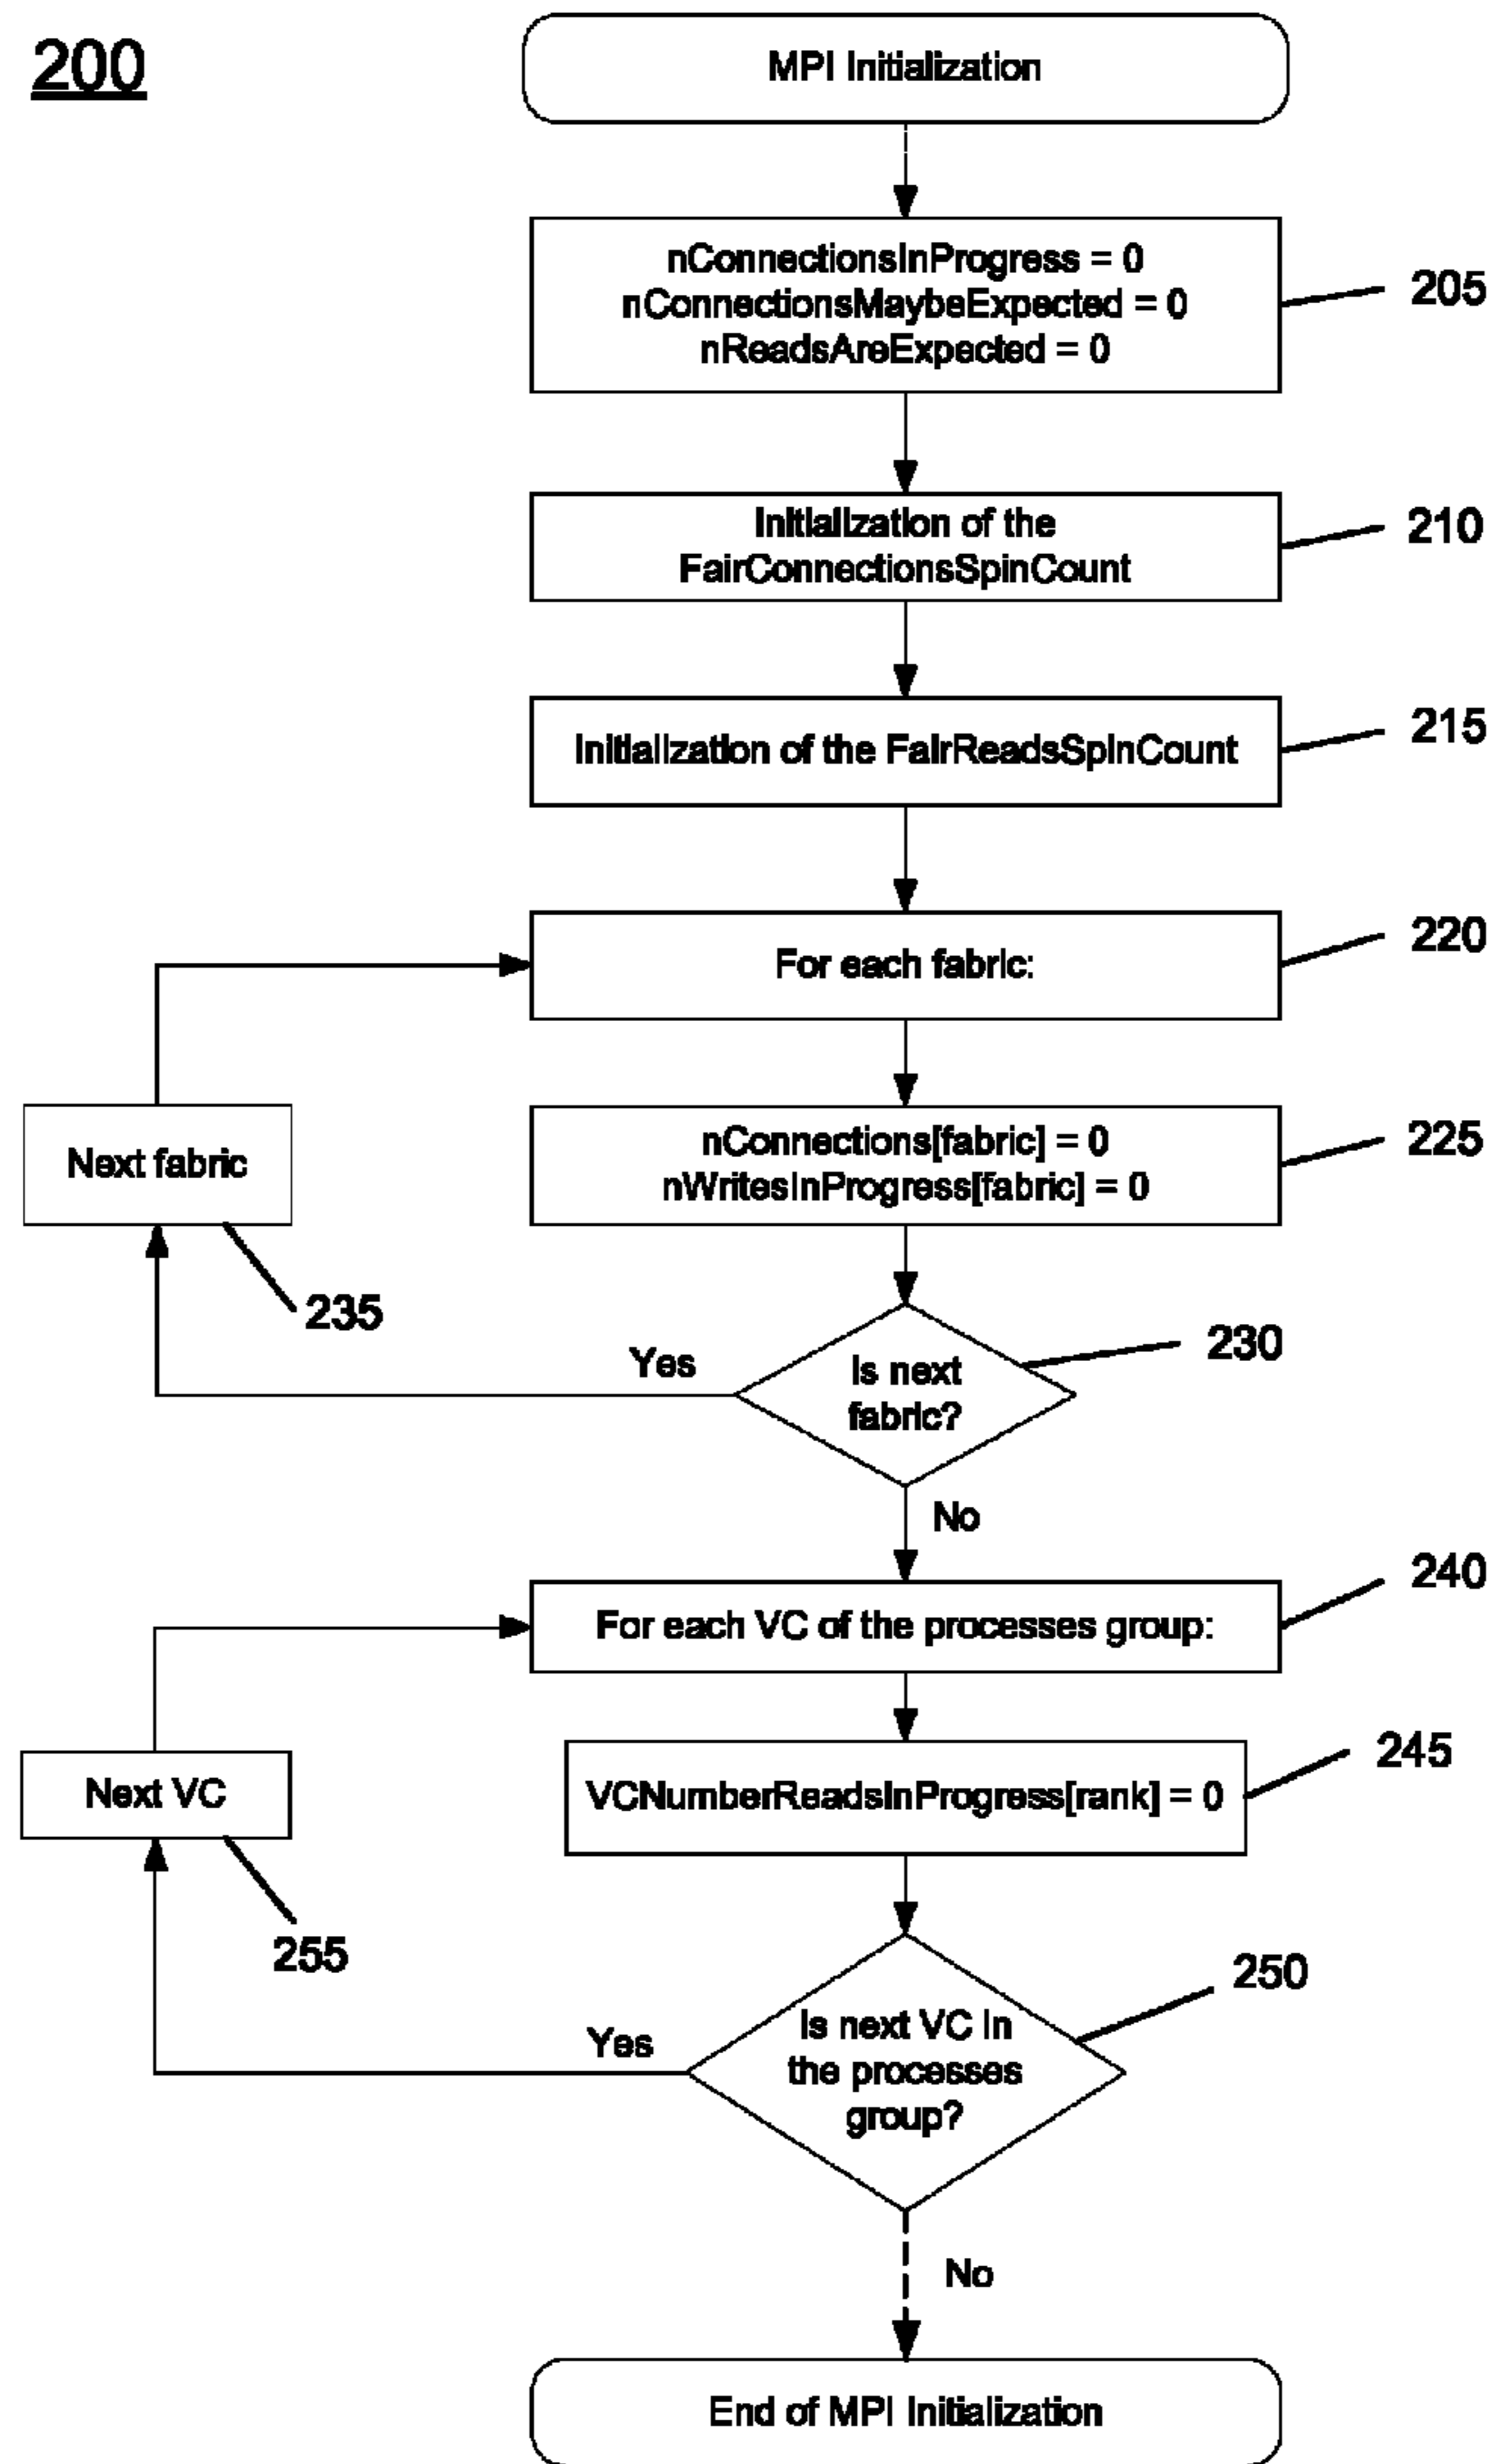 200
MPI Initialization
nConnectionsInProgress = 0
nConnectionsMaybeExpected = 0
nReadsAreExpected = 0
205
Initialization of the
FairConnectionsSpinCount
210
Initialization of the FairReadsSpinCount
215
For each fabric:
220
nConnections[fabric] = 0
nWritesInProgress[fabric] = 0
225
Next fabric
235
Is next
fabric?
230
Yes
No
For each VC of the processes group:
240
VCNumberReadsInProgress[rank] = 0
245
Next VC
255
Is next VC in
the processes
group?
250
Yes
No
End of MPI Initialization